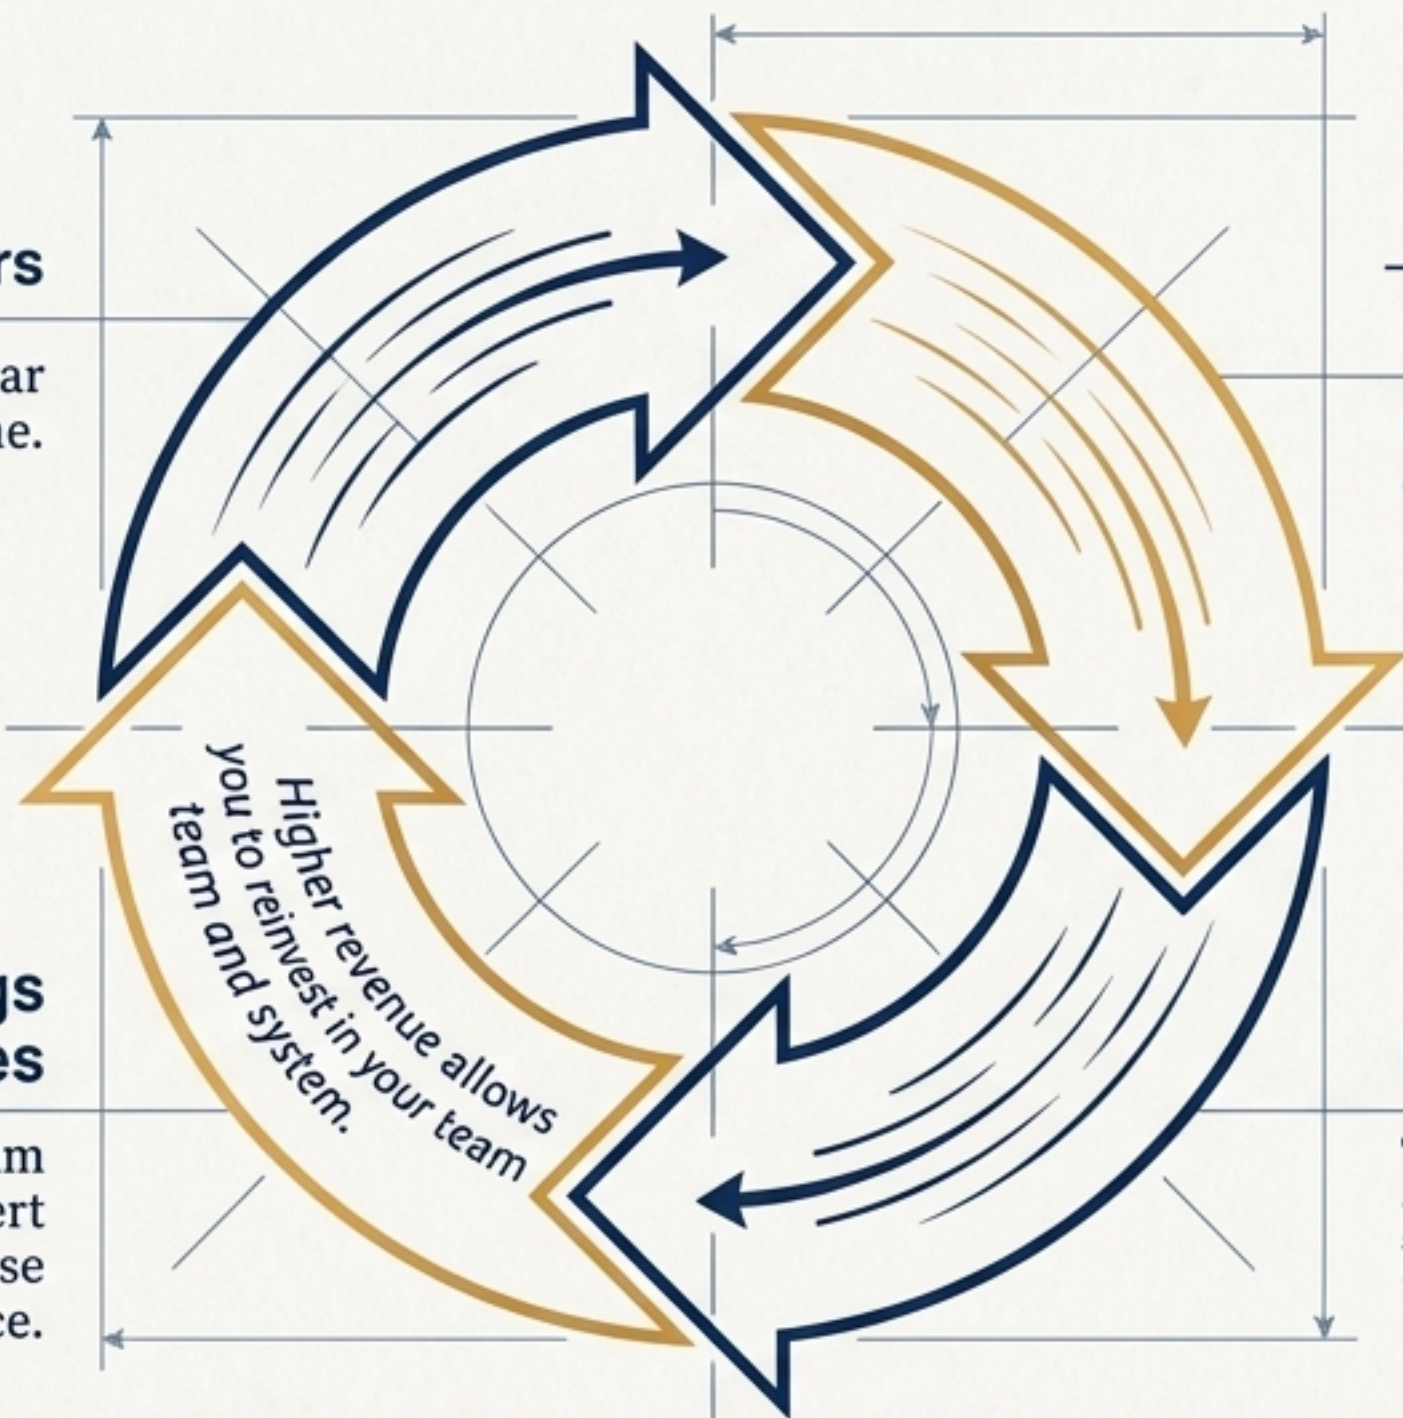 rs
ar
ne.
Higher revenue allows
you to reinvest in your team
team and system.
gs
es
am
ert
se
ce.